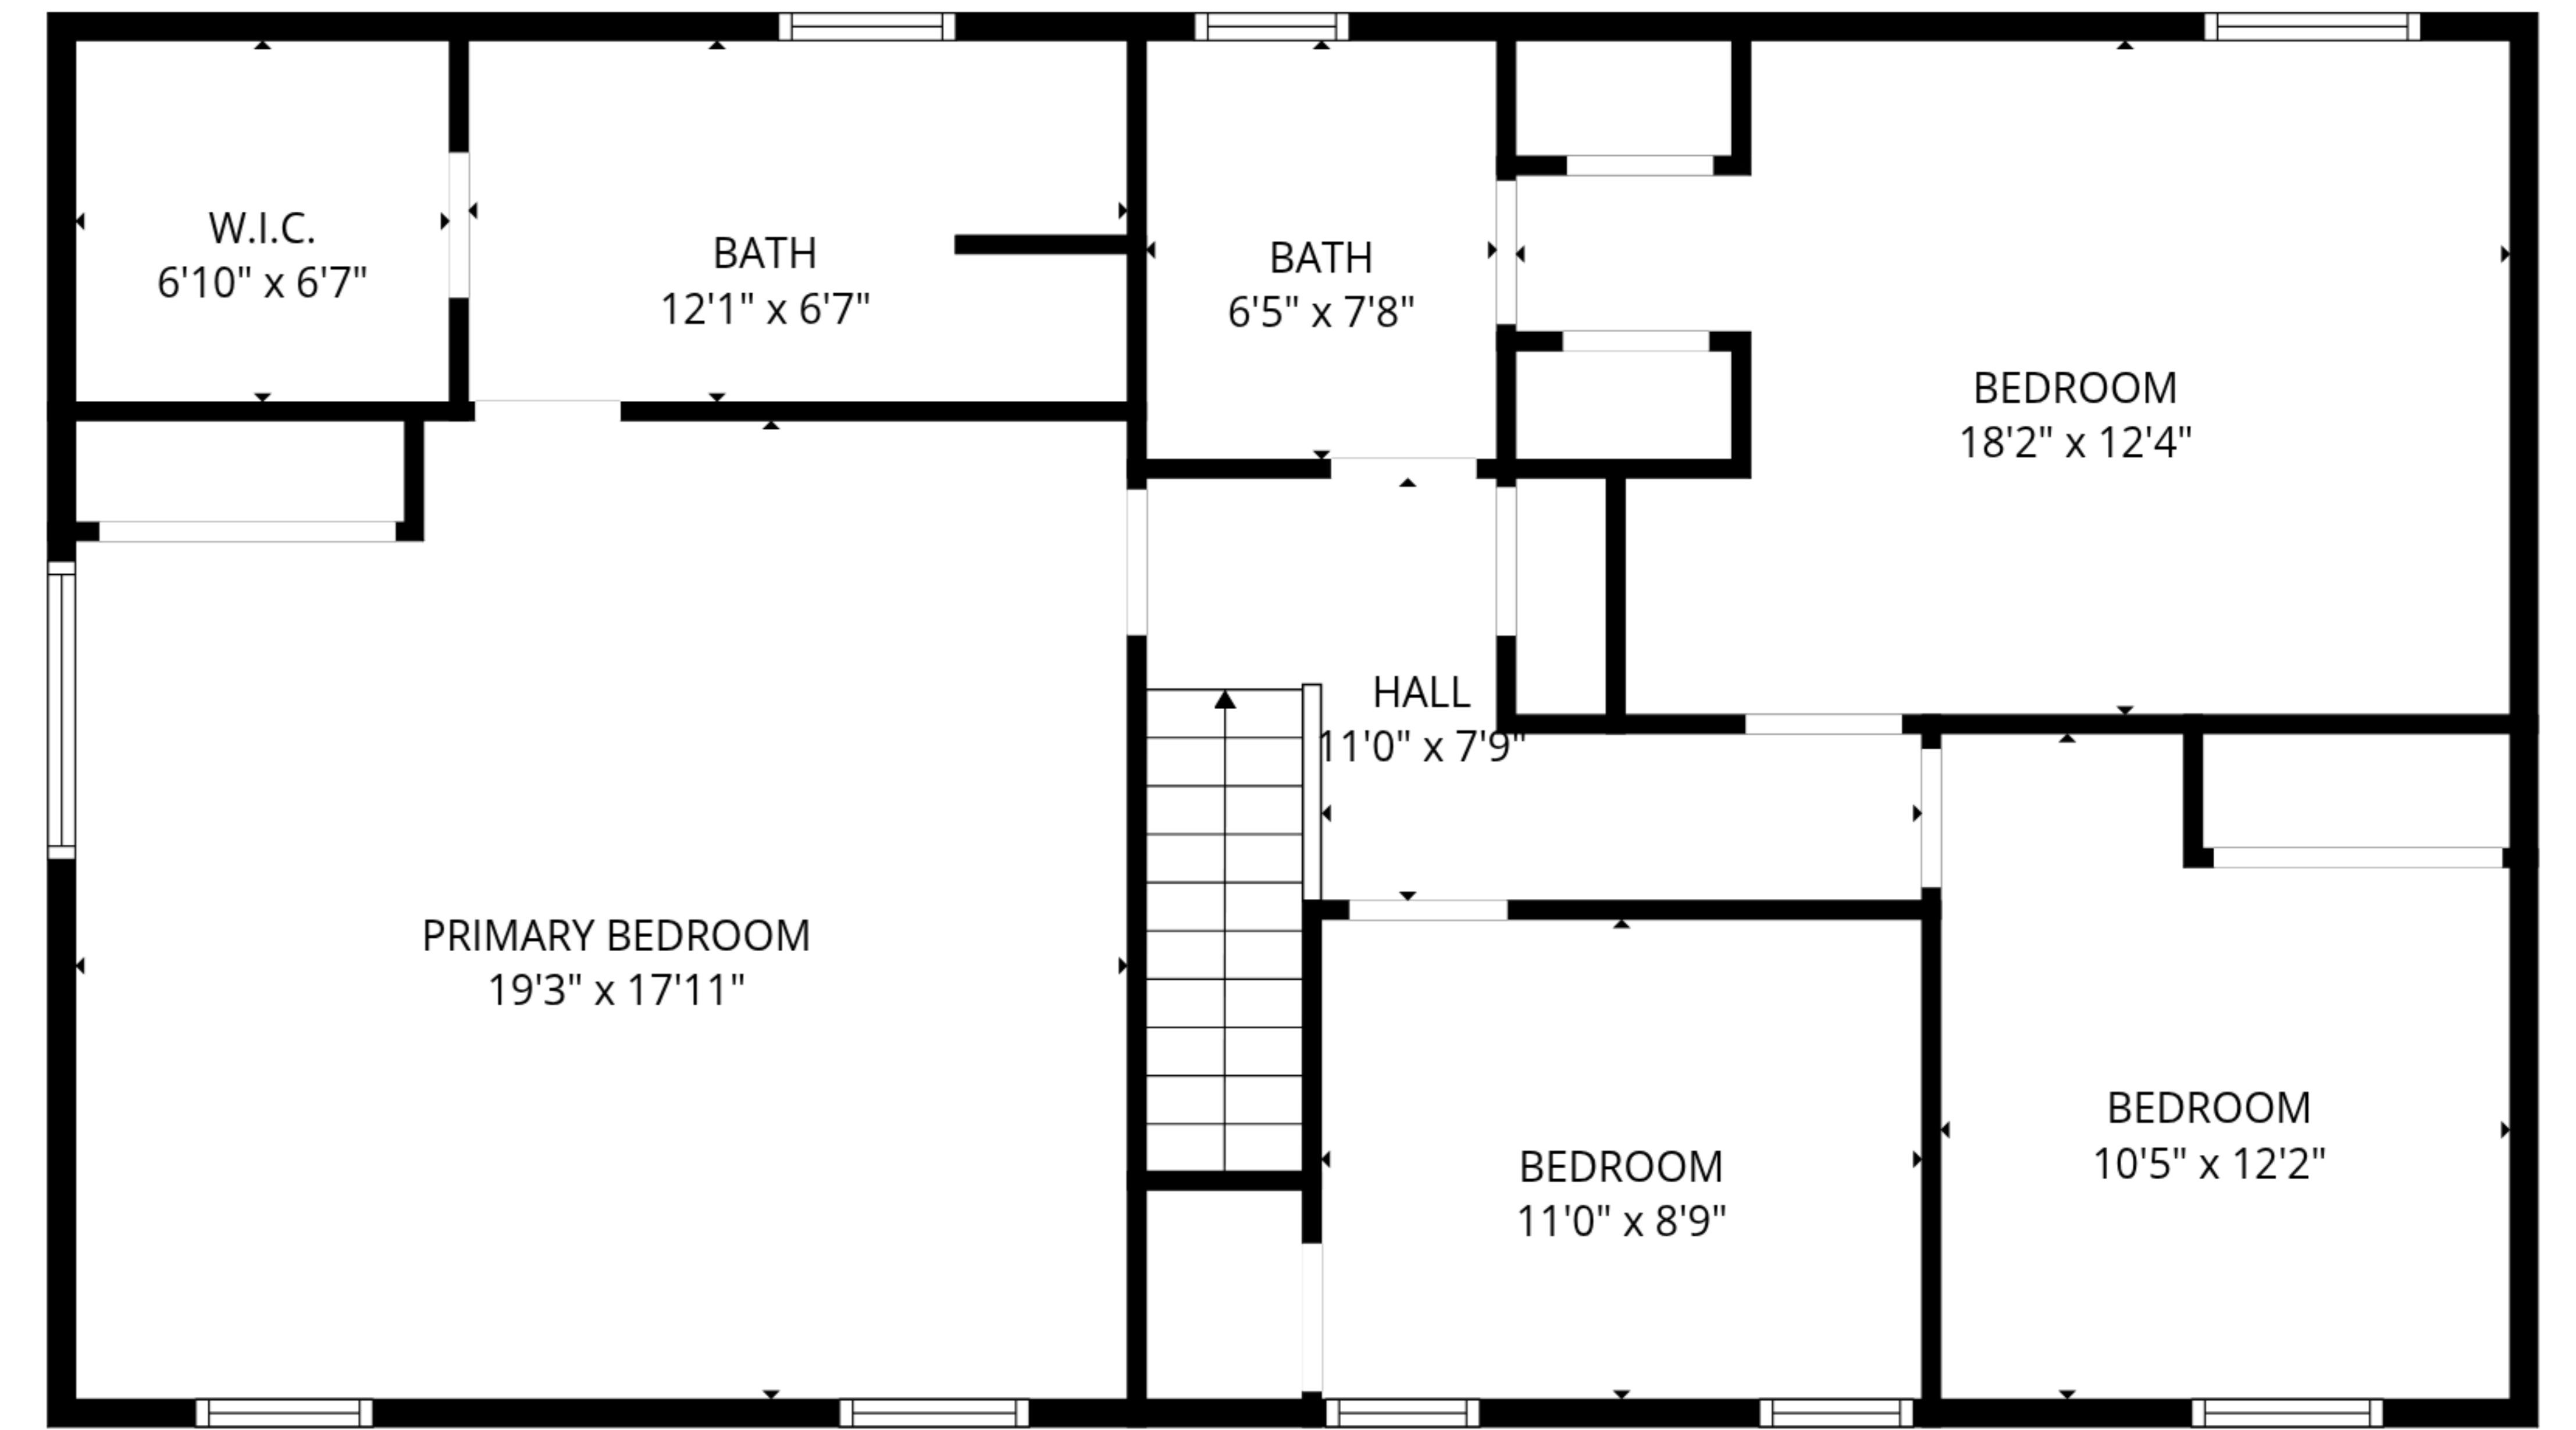 W.I.C.
6'10" x 6'7"
BATH
12'1" x 6'7"
BATH
6'5" x 7'8"
BEDROOM
18'2" x 12'4"
HALL
11'0" x 7'9"
PRIMARY BEDROOM
19'3" x 17'11"
BEDROOM
11'0" x 8'9"
BEDROOM
10'5" x 12'2"